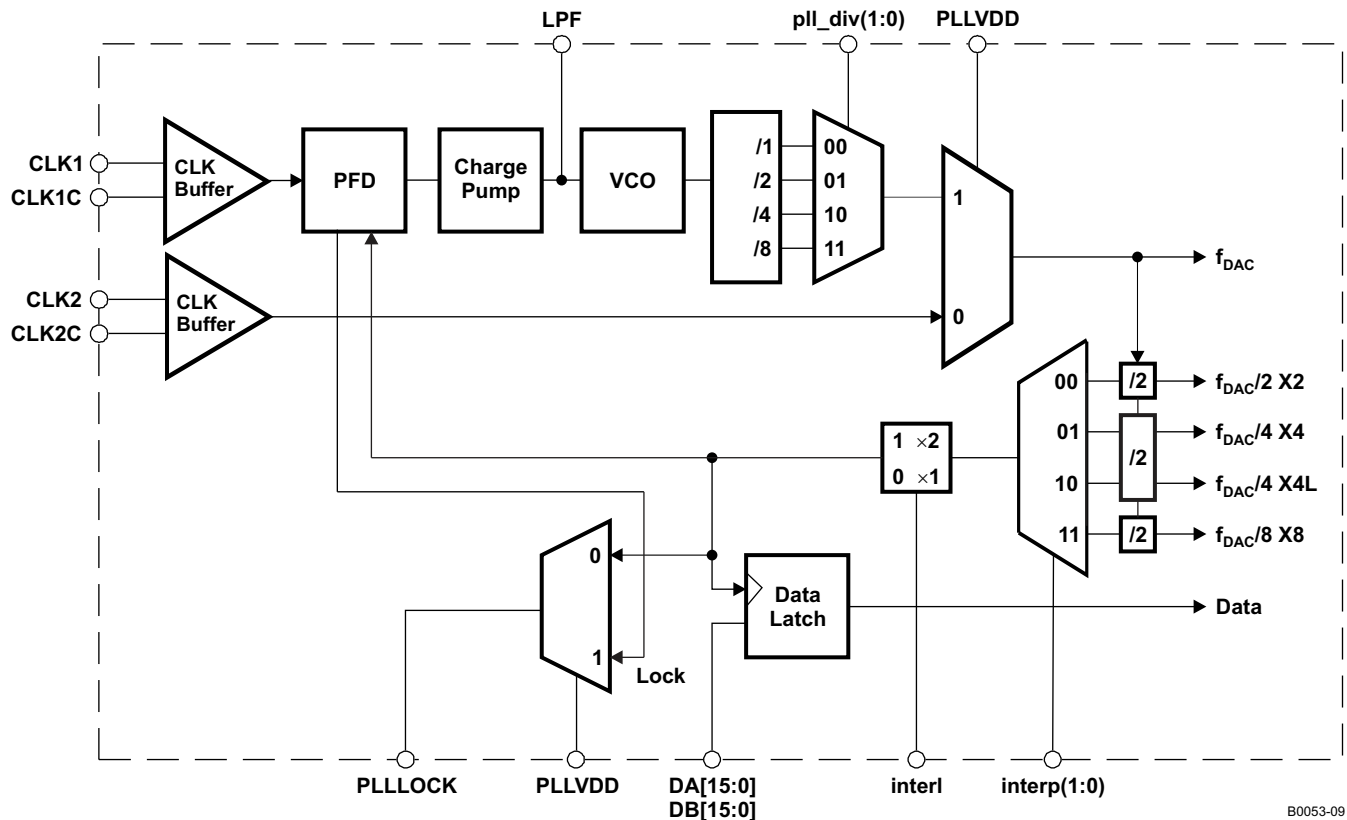 LPF
pll_div(1:0)
PLLVDD
CLK1
CLK1C
CLK
Buffer
PFD
Charge
Pump
VCO
/1
/2
/4
/8
00
01
10
11
1
0
fDAC
CLK2
CLK2C
CLK
Buffer
00
01
10
11
/2
/2
/2
fDAC/2 X2
fDAC/4 X4
fDAC/4 X4L
fDAC/8 X8
1 ×2
0 ×1
0
1
Lock
Data
Latch
Data
PLLLOCK
PLLVDD
DA[15:0]
DB[15:0]
interl
interp(1:0)
B0053-09